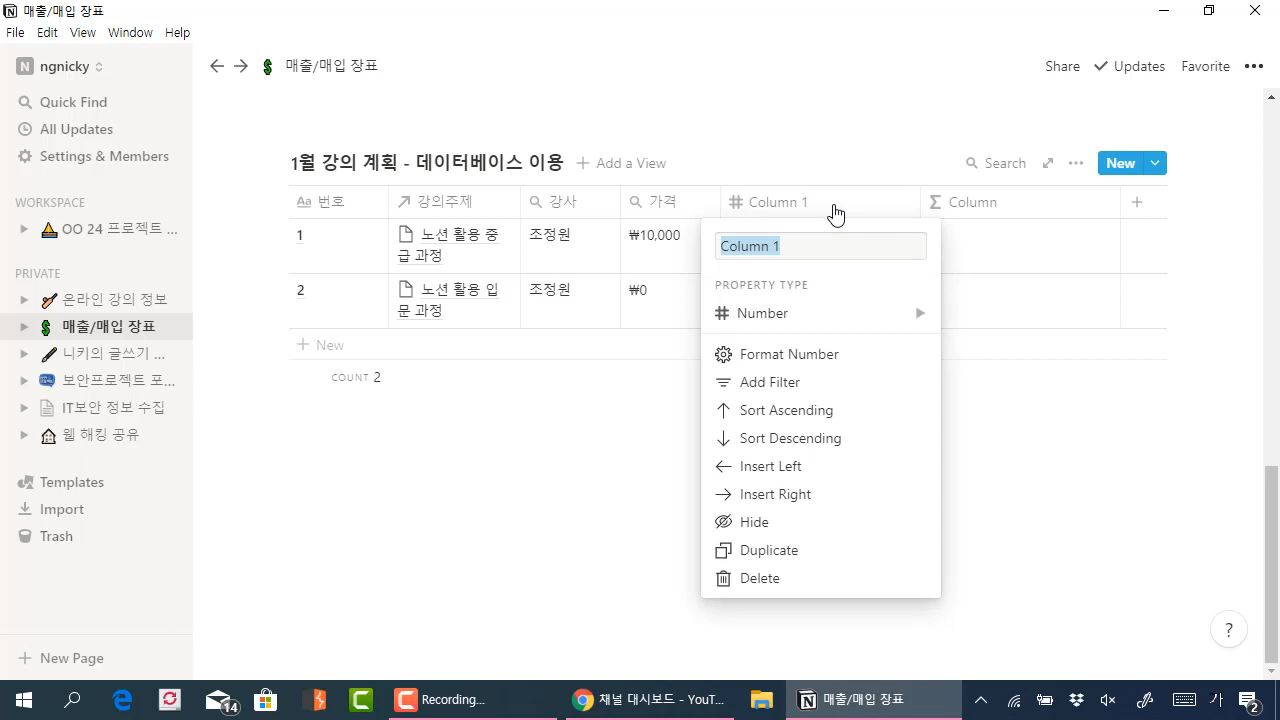 매출/매입 장표
File Edit View Window Help
N ngnicky
Quick Find
All Updates
Settings & Members
WORKSPACE
OO 24 프로젝트 ...
PRIVATE
온라인 강의 정보
매출/매입 장표
니키의 글쓰기 ...
보안프로젝트 포...
IT보안 정보 수집
웹 해킹 공유
Templates
Import
Trash
New Page
매출/매입 장표
Share Updates Favorite
1월 강의 계획 - 데이터베이스 이용 Add a View
Search New
Aa 번호 강의주제 강사 가격 Column 1 Column
1 노션 활용 중급 과정 조정원 ₩10,000
2 노션 활용 입문 과정 조정원 ₩0
New
COUNT 2
Column 1
PROPERTY TYPE
Number
Format Number
Add Filter
Sort Ascending
Sort Descending
Insert Left
Insert Right
Hide
Duplicate
Delete
?
14 Recording... 채널 대시보드 - YouT... 매출/매입 장표 가 2